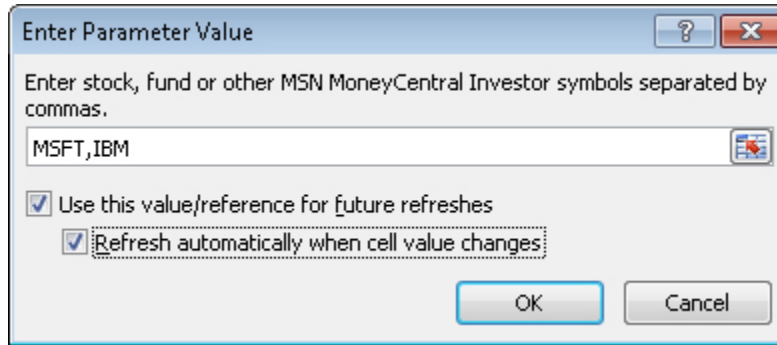 Enter Parameter Value
Enter stock, fund or other MSN MoneyCentral Investor symbols separated by
commas.
MSFT,IBM
Use this value/reference for future refreshes
Refresh automatically when cell value changes
OK Cancel